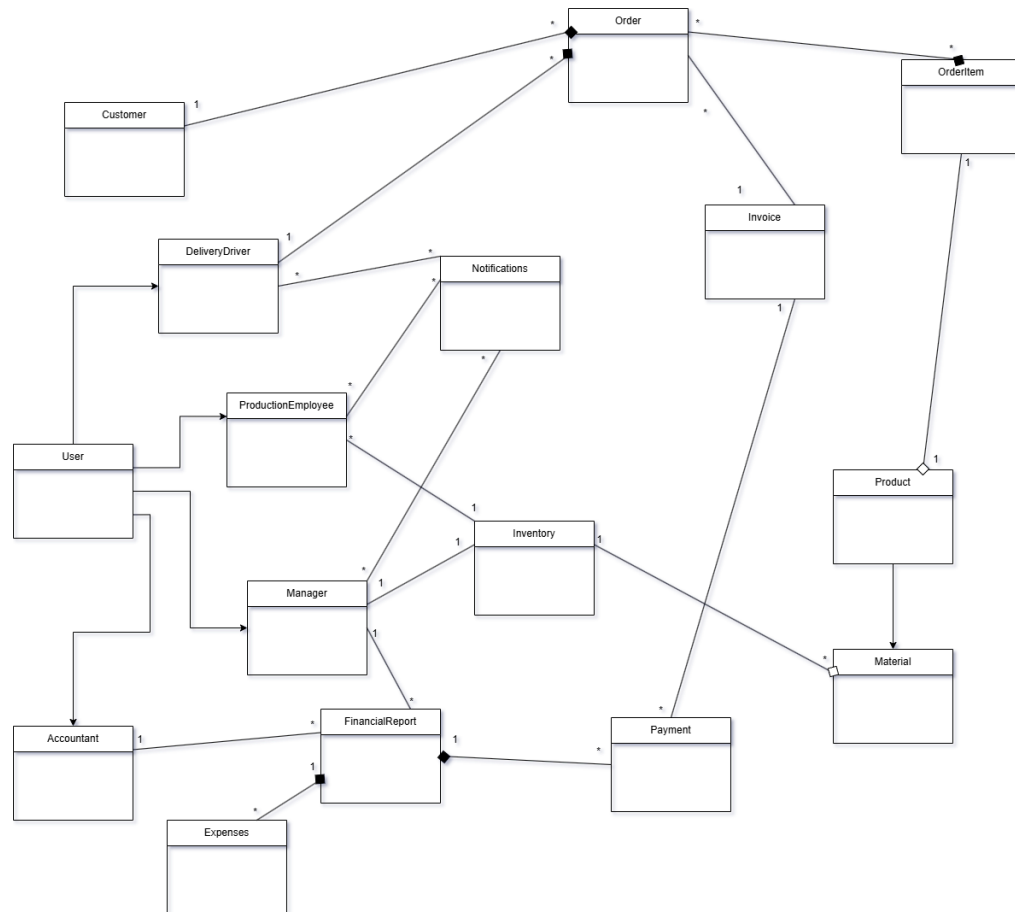 Order
*
*
*
*
OrderItem
*
*
1
Customer
1
1
Invoice
1
DeliveryDriver
*
*
Notifications
1
*
*
*
ProductionEmployee
*
User
1
1
Product
Inventory
1
1
*
1
Manager
1
*
Material
*
*
FinancialReport
*
Payment
1
*
Accountant
1
1
*
*
Expenses